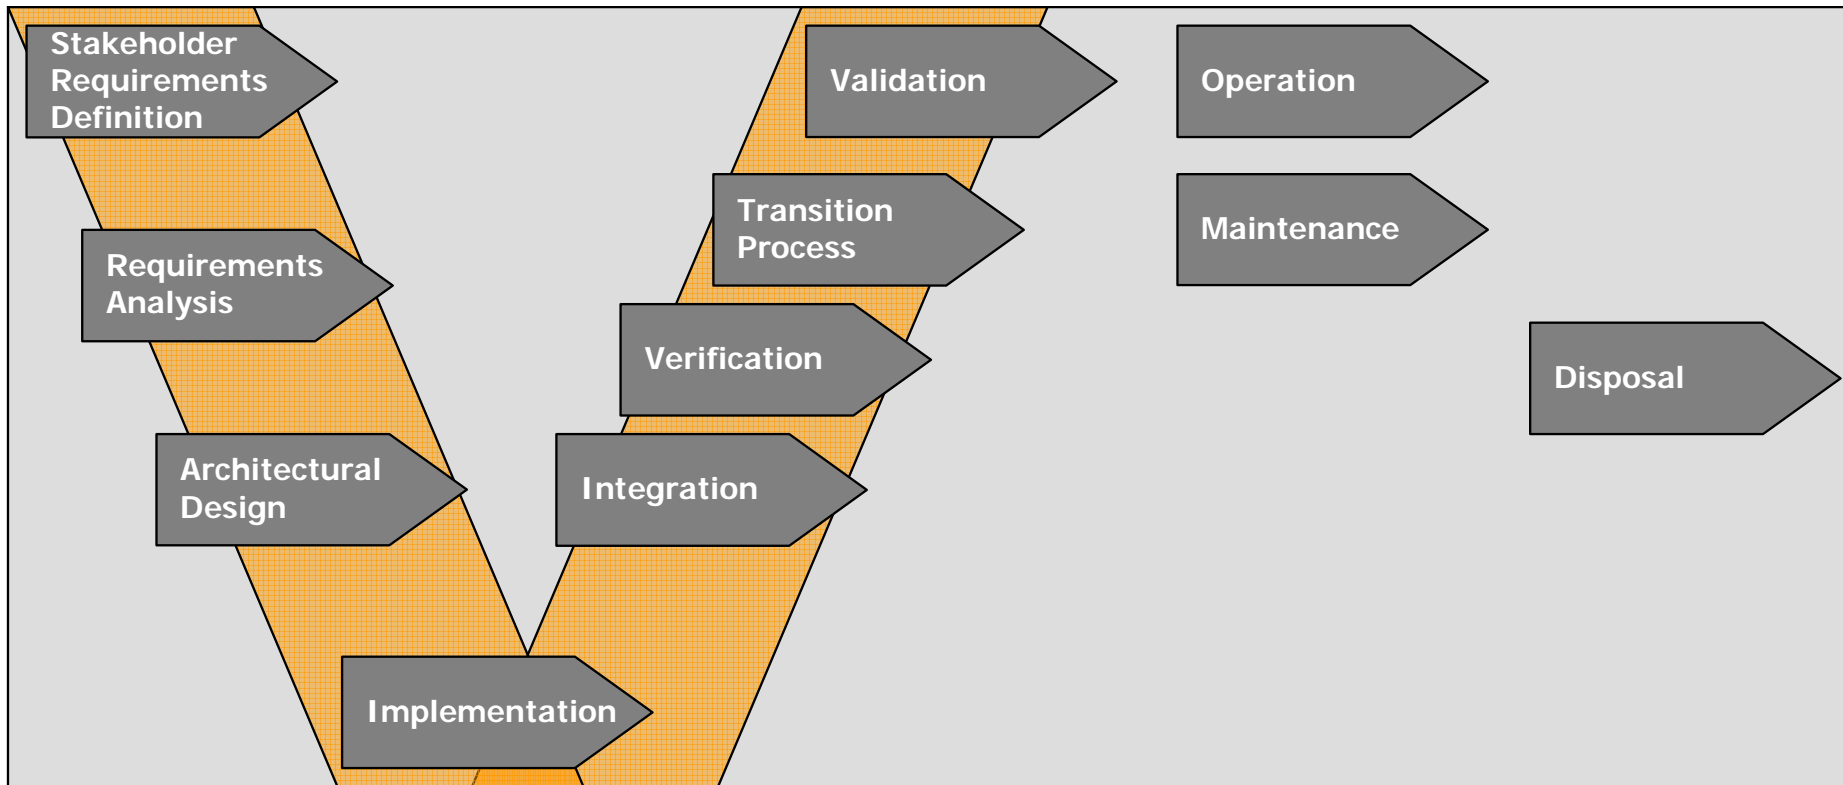 Stakeholder
Requirements
Definition
Requirements
Analysis
Architectural
Design
Implementation
Integration
Verification
Transition
Process
Validation
Operation
Maintenance
Disposal